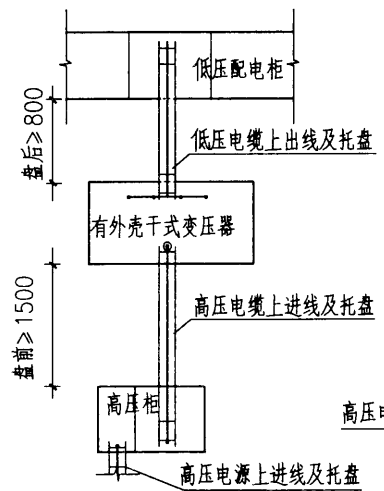 低压配电柜
盘后≥800
低压电缆上出线及托盘
有外壳干式变压器
盘前≥1500
高压电缆上进线及托盘
高压柜
高压电源上进线及托盘
高压